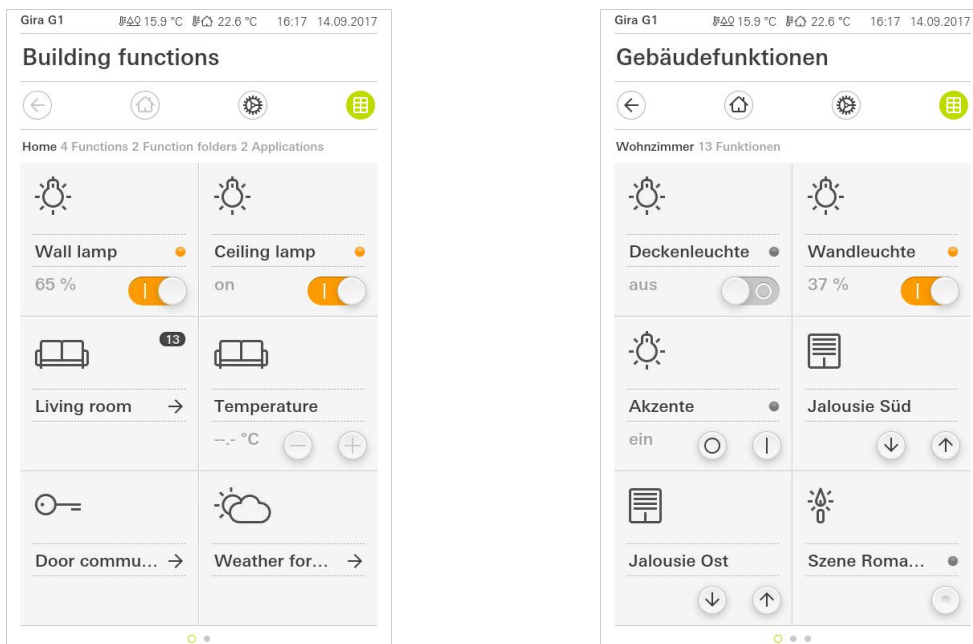 Gira G1 15.9 °C 22.6 °C 16:17 14.09.2017
Building functions
Home 4 Functions 2 Function folders 2 Applications
Wall lamp
65 %
Ceiling lamp
on
13
Living room
Temperature
--.- °C
Door commu...
Weather for...
Gira G1 15.9 °C 22.6 °C 16:17 14.09.2017
Gebäudefunktionen
Wohnzimmer 13 Funktionen
Deckenleuchte
aus
Wandleuchte
37 %
Akzente
ein
Jalousie Süd
Jalousie Ost
Szene Roma...